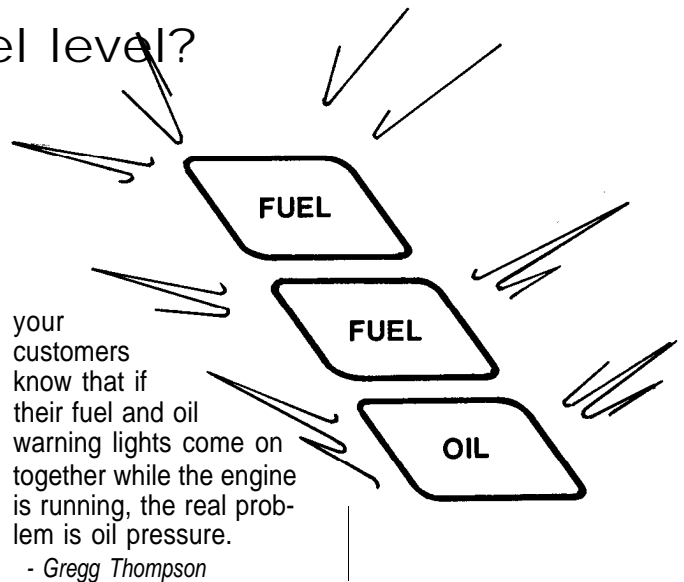 el level?
FUEL
FUEL
OIL
your
customers
know that if
their fuel and oil
warning lights come on
together while the engine
is running, the real prob-
lem is oil pressure.
- Gregg Thompson